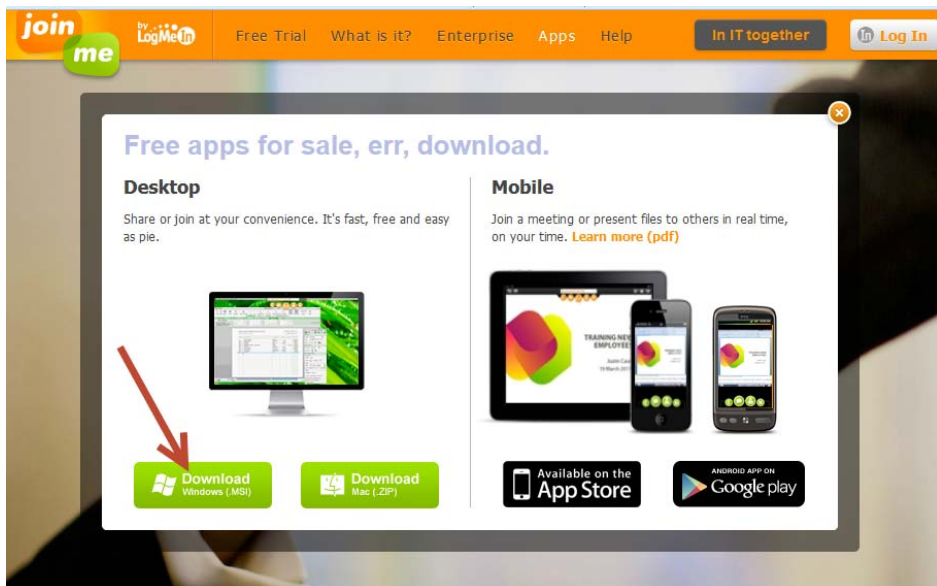 join
me
by
LogMeIn
Free Trial What is it? Enterprise Apps Help
In IT together
In Log In
Free apps for sale, err, download.
Desktop
Share or join at your convenience. It's fast, free and easy
as pie.
Mobile
Join a meeting or present files to others in real time,
on your time. Learn more (pdf)
TRAINING NEW
EMPLOYEES
Download
Windows (.MSI)
Download
Mac (.ZIP)
Available on the
App Store
ANDROID APP ON
Google play